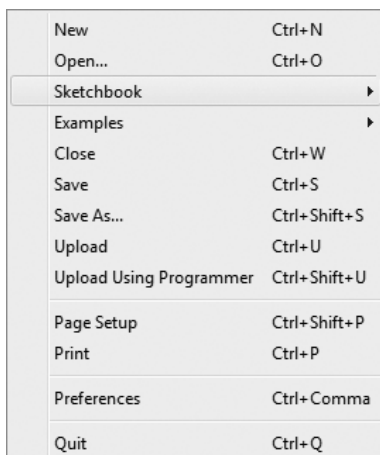 New Ctrl+N
Open... Ctrl+O
Sketchbook
Examples
Close Ctrl+W
Save Ctrl+S
Save As... Ctrl+Shift+S
Upload Ctrl+U
Upload Using Programmer Ctrl+Shift+U
Page Setup Ctrl+Shift+P
Print Ctrl+P
Preferences Ctrl+Comma
Quit Ctrl+Q